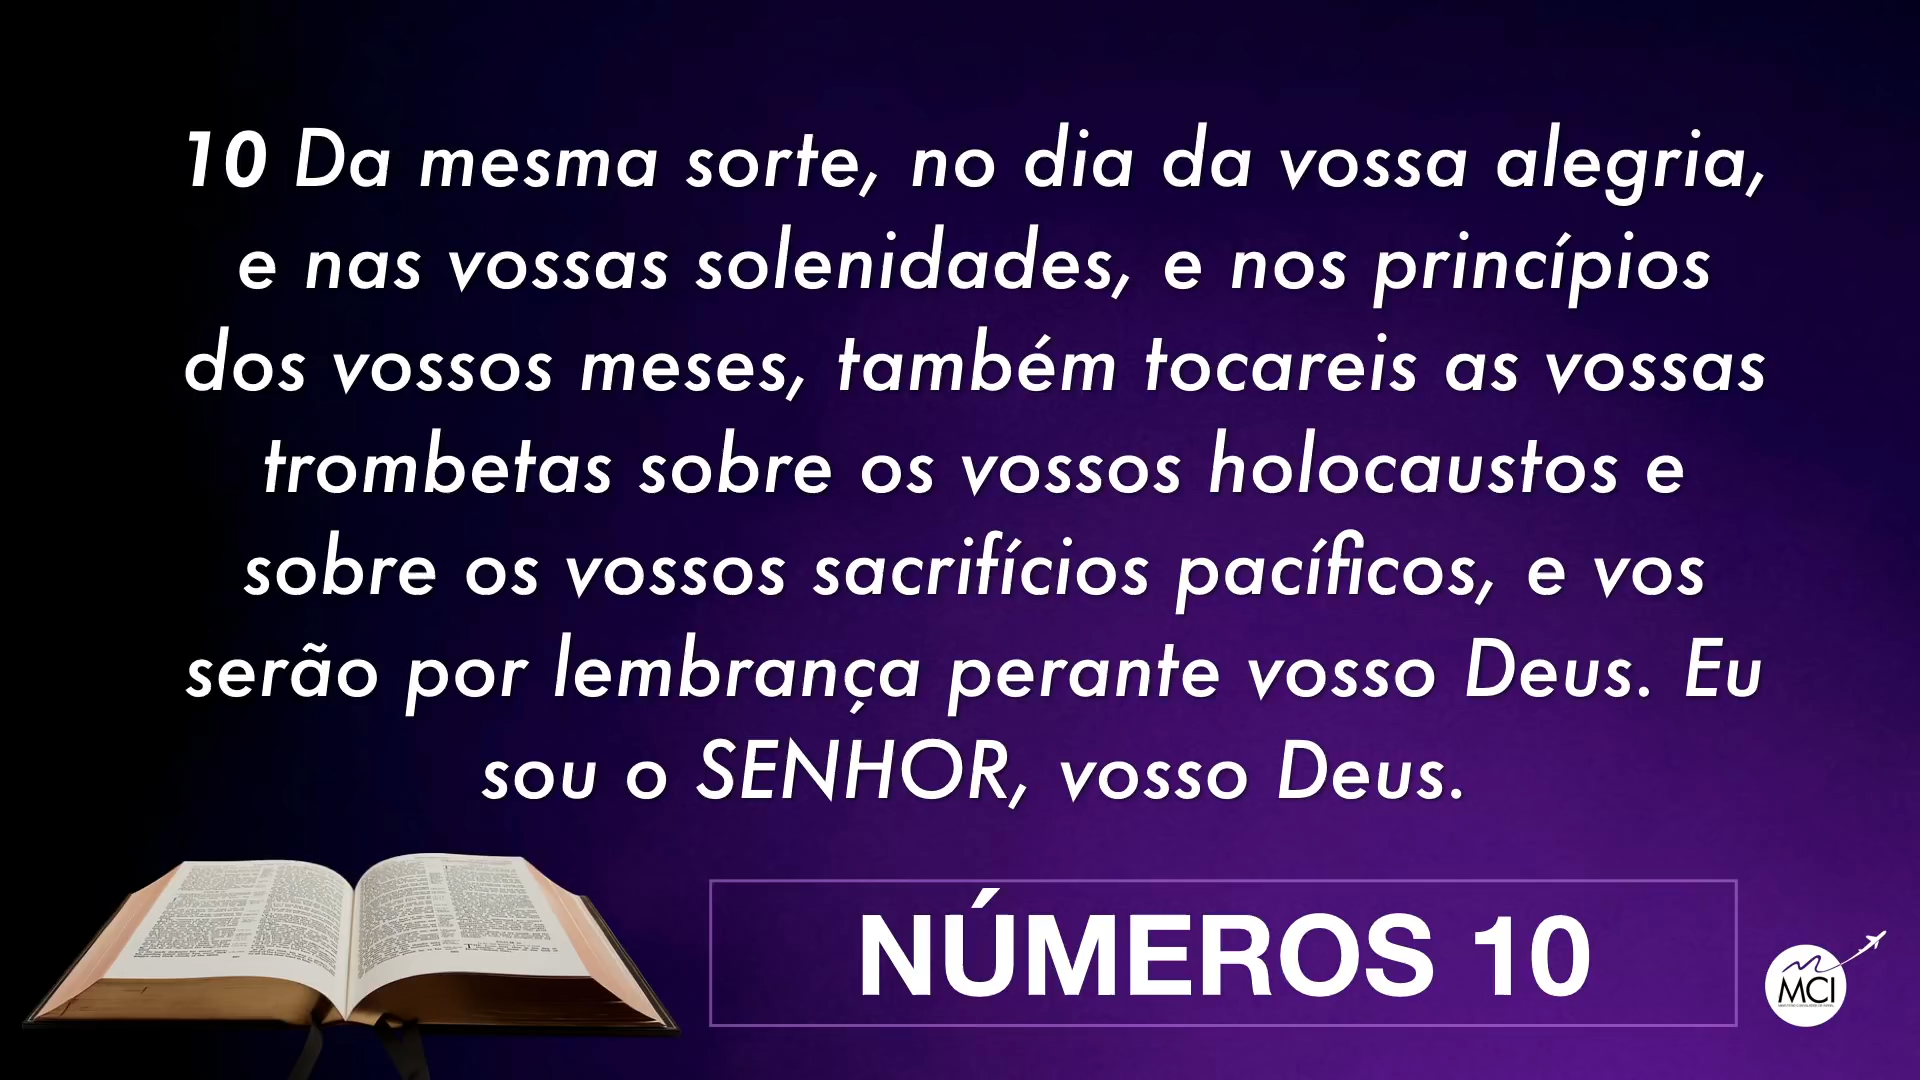 10 Da mesma sorte, no dia da vossa alegria,
e nas vossas solenidades, e nos princípios
dos vossos meses, também tocareis as vossas
trombetas sobre os vossos holocaustos e
sobre os vossos sacrifícios pacíficos, e vos
serão por lembrança perante vosso Deus. Eu
sou o SENHOR, vosso Deus.
NÚMEROS 10
MCI